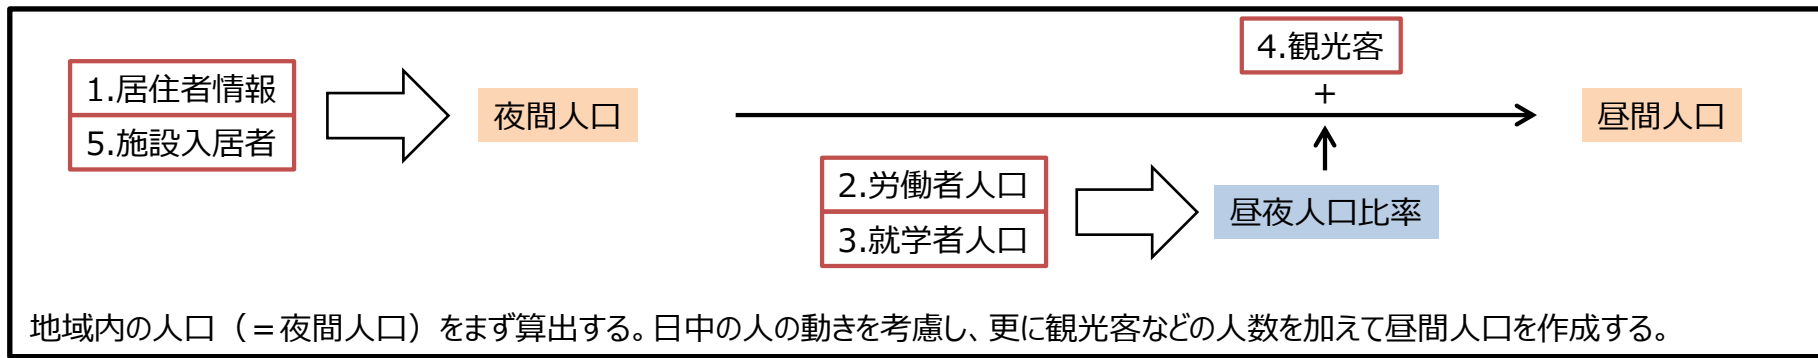 1.居住者情報
5.施設入居者
夜間人口
4.観光客
+
昼間人口
2.労働者人口
3.就学者人口
昼夜人口比率
地域内の人口（=夜間人口）をまず算出する。日中の人の動きを考慮し、更に観光客などの人数を加えて昼間人口を作成する。